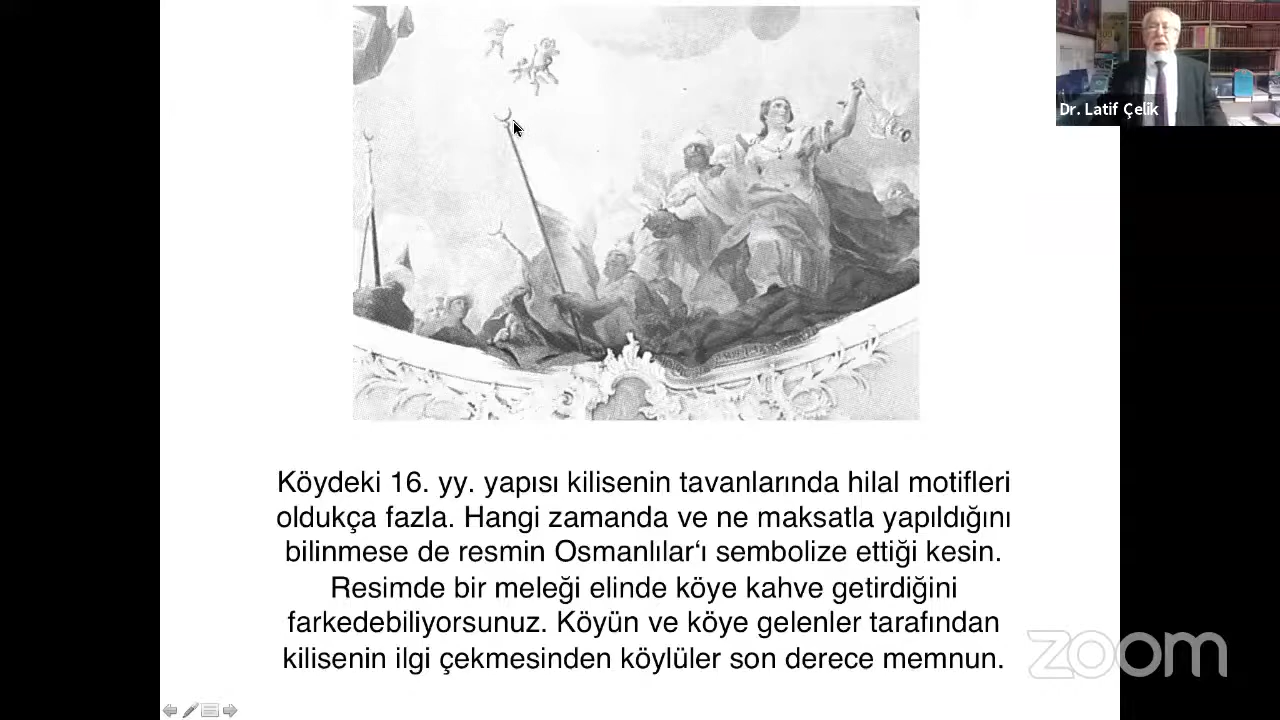 Dr. Latif Çelik
Köydeki 16. yy. yapısı kilisenin tavanlarında hilal motifleri
oldukça fazla. Hangi zamanda ve ne maksatla yapıldığını
bilinmese de resmin Osmanlılar‘ı sembolize ettiği kesin.
Resimde bir meleği elinde köye kahve getirdiğini
farkedebiliyorsunuz. Köyün ve köye gelenler tarafından
kilisenin ilgi çekmesinden köylüler son derece memnun.
zoom